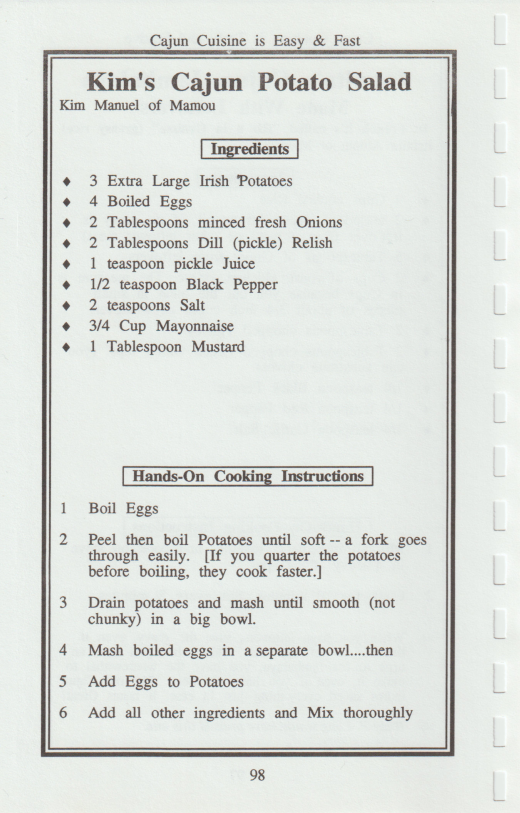 Cajun Cuisine is Easy & Fast
Kim's Cajun Potato Salad
Kim Manuel of Mamou
Ingredients
♦ 3 Extra Large Irish Potatoes
♦ 4 Boiled Eggs
♦ 2 Tablespoons minced fresh Onions
♦ 2 Tablespoons Dill (pickle) Relish
♦ 1 teaspoon pickle Juice
♦ 1/2 teaspoon Black Pepper
♦ 2 teaspoons Salt
♦ 3/4 Cup Mayonnaise
♦ 1 Tablespoon Mustard
Hands-On Cooking Instructions
1 Boil Eggs
2 Peel then boil Potatoes until soft -- a fork goes
through easily. [If you quarter the potatoes
before boiling, they cook faster.]
3 Drain potatoes and mash until smooth (not
chunky) in a big bowl.
4 Mash boiled eggs in a separate bowl....then
5 Add Eggs to Potatoes
6 Add all other ingredients and Mix thoroughly
98